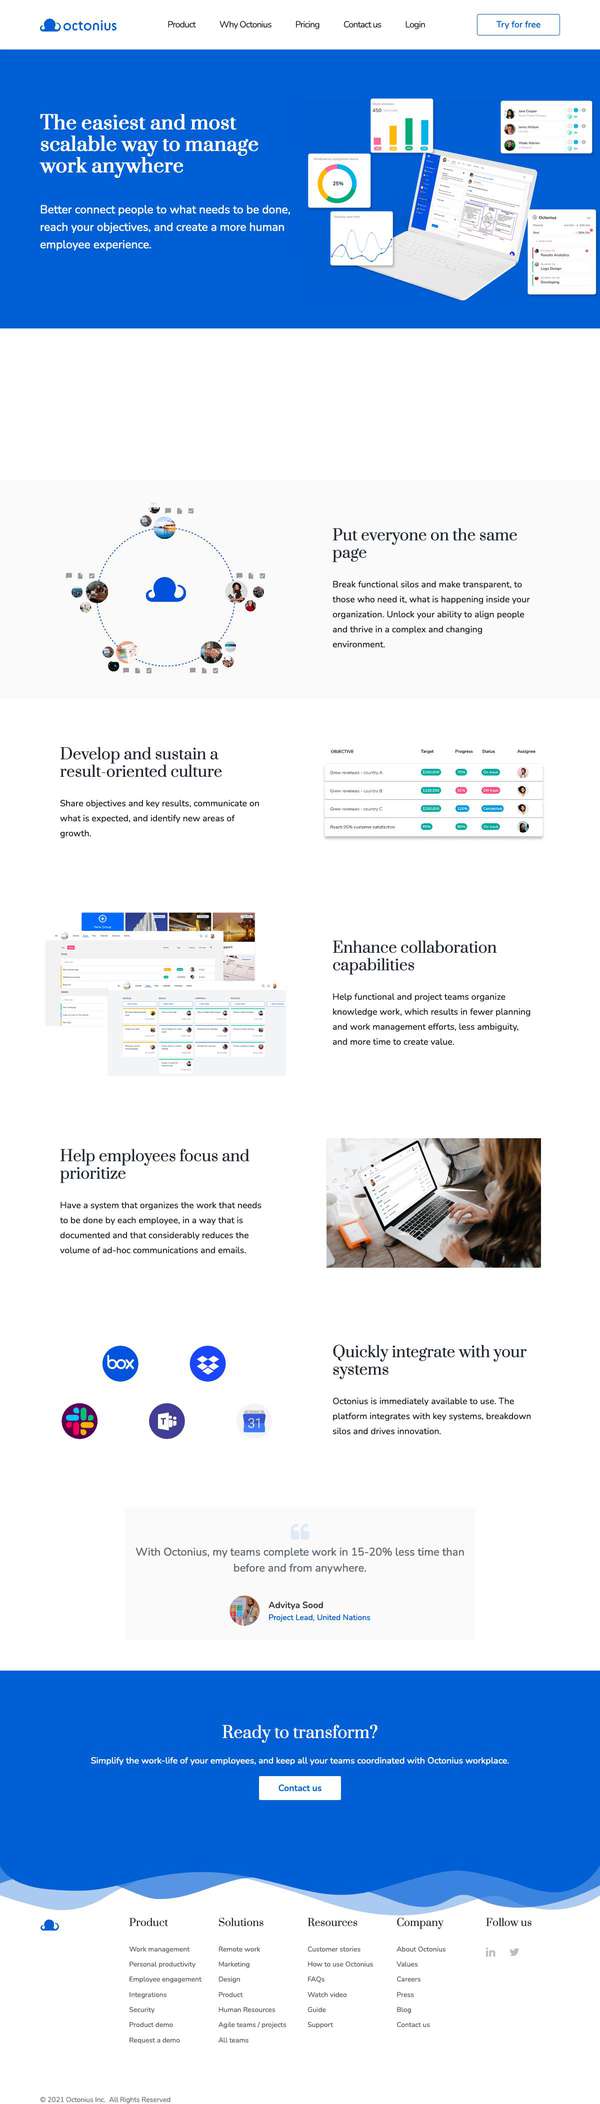 octonius
Product
Why Octonius
Pricing
Contact us
Login
Try for free
The easiest and most
scalable way to manage
work anywhere
Better connect people to what needs to be done,
reach your objectives, and create a more human
employee experience.
450
25%
Octonius
Put everyone on the same
page
Break functional silos and make transparent, to
those who need it, what is happening inside your
organization. Unlock your ability to align people
and thrive in a complex and changing
environment.
Develop and sustain a
result-oriented culture
Share objectives and key results, communicate on
what is expected, and identify new areas of
growth.
OBJECTIVE Target Progress Status Assignee
Grow revenues - country A
Grow revenues - country B
Grow revenues - country C
Reach 95% customer satisfaction
Enhance collaboration
capabilities
Help functional and project teams organize
knowledge work, which results in fewer planning
and work management efforts, less ambiguity,
and more time to create value.
Help employees focus and
prioritize
Have a system that organizes the work that needs
to be done by each employee, in a way that is
documented and that considerably reduces the
volume of ad-hoc communications and emails.
box
31
Quickly integrate with your
systems
Octonius is immediately available to use. The
platform integrates with key systems, breakdown
silos and drives innovation.
With Octonius, my teams complete work in 15-20% less time than
before and from anywhere.
Advitya Sood
Project Lead, United Nations
Ready to transform?
Simplify the work-life of your employees, and keep all your teams coordinated with Octonius workplace.
Contact us
Product
Work management
Personal productivity
Employee engagement
Integrations
Security
Product demo
Request a demo
Solutions
Remote work
Marketing
Design
Product
Human Resources
Agile teams / projects
All teams
Resources
Customer stories
How to use Octonius
FAQs
Watch video
Guide
Support
Company
About Octonius
Values
Careers
Press
Blog
Contact us
Follow us
© 2021 Octonius Inc. All Rights Reserved